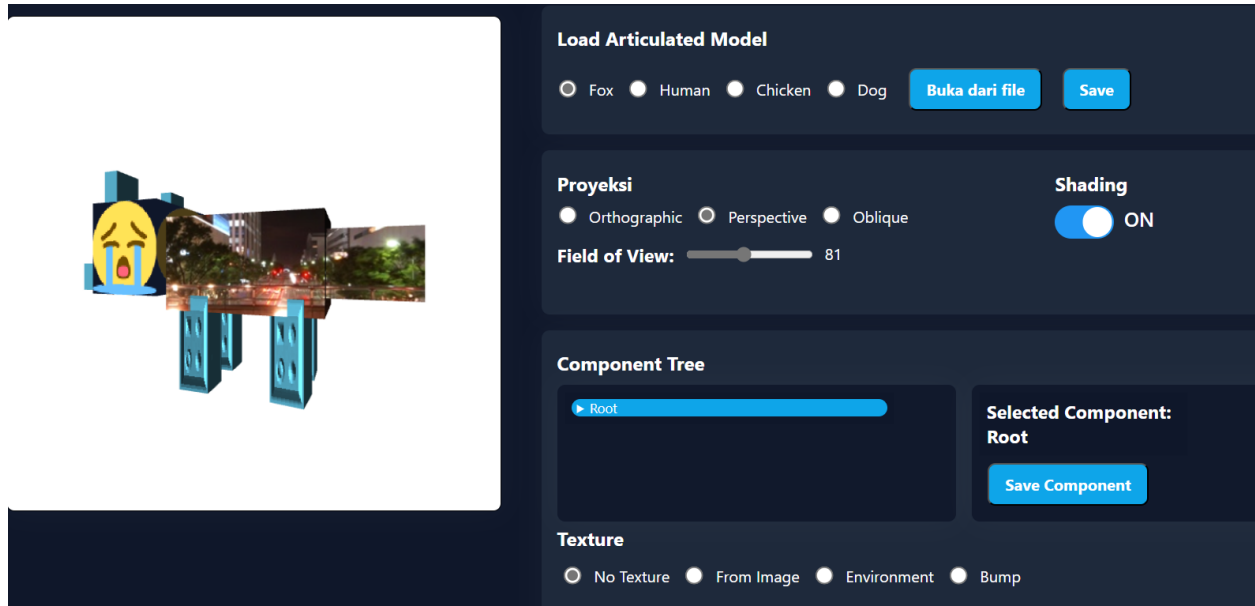 Load Articulated Model
Fox Human Chicken Dog Buka dari file Save
Proyeksi
Shading
Orthographic Perspective Oblique
ON
Field of View: 81
Component Tree
Root
Selected Component:
Root
Save Component
Texture
No Texture From Image Environment Bump